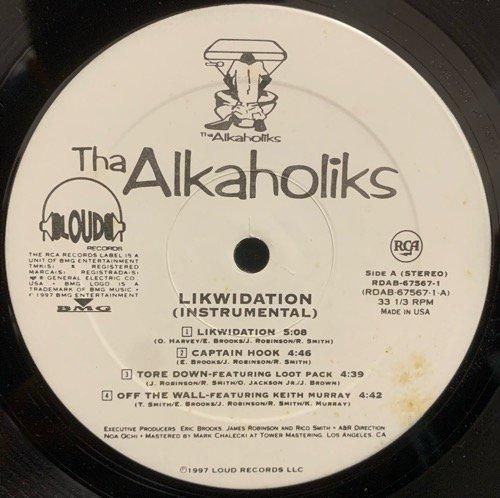 Tha Alkaholiks
Tha Alkaholiks
LOUD
RECORDS
THE RCA RECORDS LABEL IS A
UNIT OF BMG ENTERTAINMENT
TMK(S) ® REGISTERED
MARCA(S) REGISTRADA(S)
® GENERAL ELECTRIC CO.,
USA • BMG LOGO IS A
TRADEMARK OF BMG MUSIC •
℗ 1997 BMG ENTERTAINMENT
BMG
RCA
SIDE A (STEREO)
RDAB-67567-1
(RDAB-67567-1-A)
33 1/3 RPM
MADE IN USA
LIKWIDATION
(INSTRUMENTAL)
1 LIKWIDATION 5:08
(O. HARVEY/E. BROOKS/J. ROBINSON/R. SMITH)
2 CAPTAIN HOOK 4:46
(E. BROOKS/J. ROBINSON/R. SMITH)
3 TORE DOWN-FEATURING LOOT PACK 4:39
(J. ROBINSON/R. SMITH/O. JACKSON JR./J. BROWN)
4 OFF THE WALL-FEATURING KEITH MURRAY 4:42
(T. SMITH/E. BROOKS/J. ROBINSON/R. SMITH/K. MURRAY)
EXECUTIVE PRODUCERS: ERIC BROOKS, JAMES ROBINSON AND RICO SMITH • A&R DIRECTION:
NOA OCHI • MASTERED BY MARK CHALECKI AT TOWER MASTERING, LOS ANGELES, CA
℗©1997 LOUD RECORDS LLC